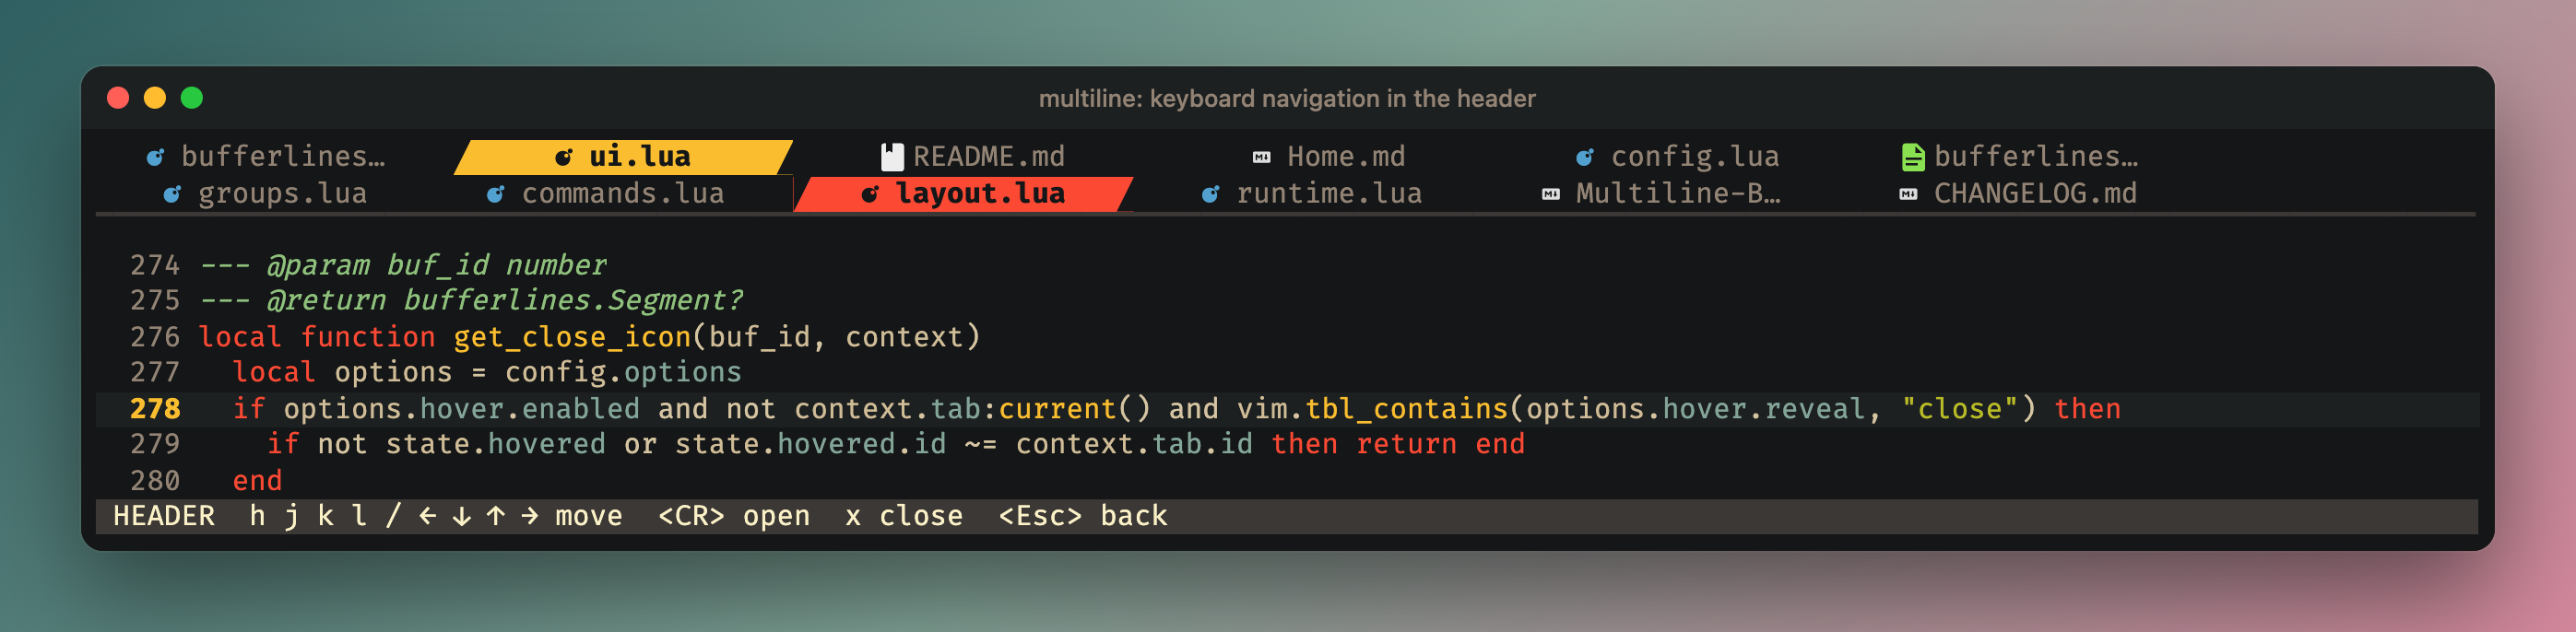 multiline: keyboard navigation in the header
bufferlines… ui.lua README.md Home.md config.lua bufferlines…
groups.lua commands.lua layout.lua runtime.lua Multiline-B… CHANGELOG.md
274 --- @param buf_id number
275 --- @return bufferlines.Segment?
276 local function get_close_icon(buf_id, context)
277 local options = config.options
278 if options.hover.enabled and not context.tab:current() and vim.tbl_contains(options.hover.reveal, "close") then
279 if not state.hovered or state.hovered.id ~= context.tab.id then return end
280 end
HEADER h j k l / ← ↓ ↑ → move <CR> open x close <Esc> back